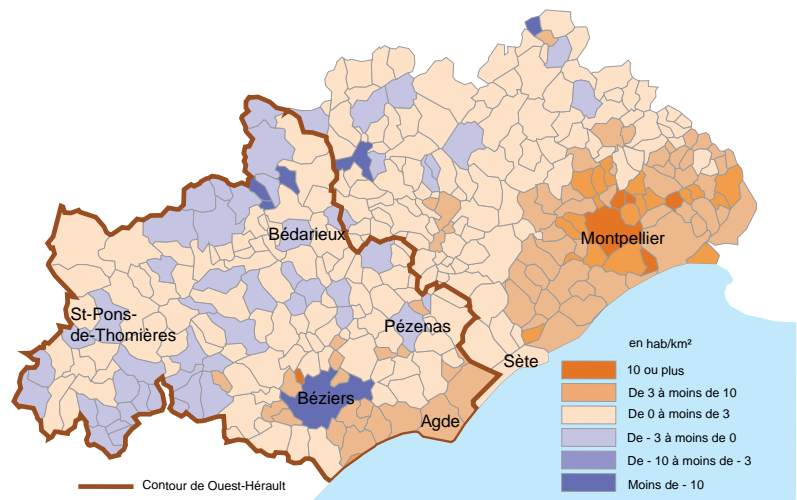 Bédarieux
Montpellier
St-Pons-
de-Thomières
Pézenas
Sète
Béziers
Agde
en hab/km²
10 ou plus
De 3 à moins de 10
De 0 à moins de 3
De - 3 à moins de 0
De - 10 à moins de - 3
Moins de - 10
Contour de Ouest-Hérault